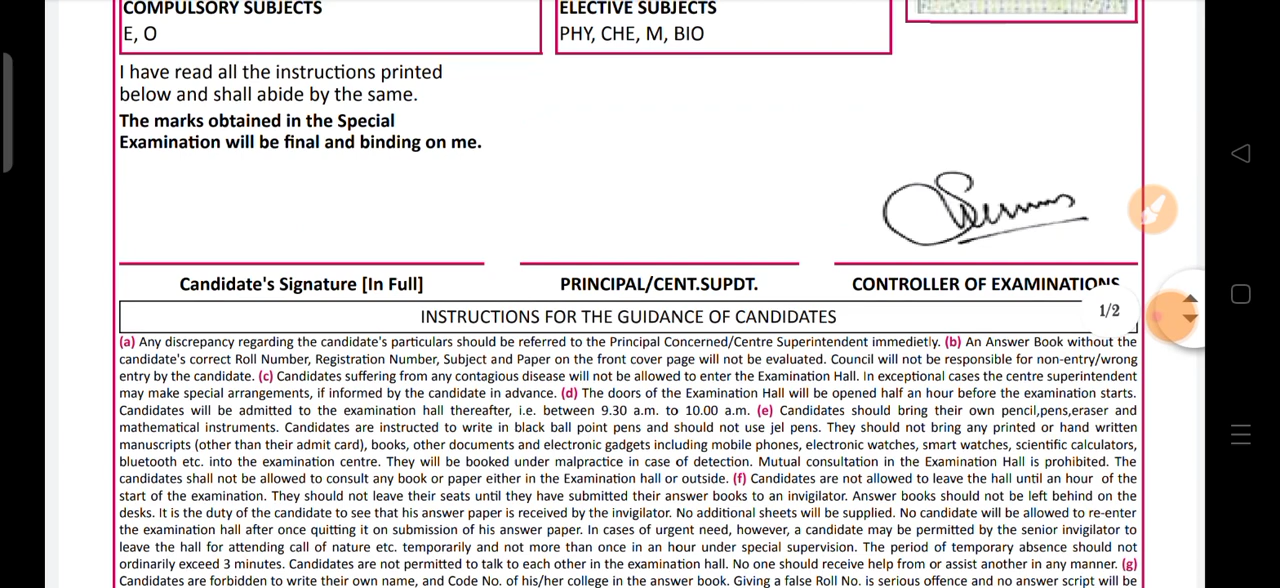 COMPULSORY SUBJECTS
ELECTIVE SUBJECTS
E, O
PHY, CHE, M, BIO
I have read all the instructions printed
below and shall abide by the same.
The marks obtained in the Special
Examination will be final and binding on me.
Candidate's Signature [In Full]
PRINCIPAL/CENT.SUPDT.
CONTROLLER OF EXAMINATIONS
1/2
INSTRUCTIONS FOR THE GUIDANCE OF CANDIDATES
(a) Any discrepancy regarding the candidate's particulars should be referred to the Principal Concerned/Centre Superintendent immedietly. (b) An Answer Book without the
candidate's correct Roll Number, Registration Number, Subject and Paper on the front cover page will not be evaluated. Council will not be responsible for non-entry/wrong
entry by the candidate. (c) Candidates suffering from any contagious disease will not be allowed to enter the Examination Hall. In exceptional cases the centre superintendent
may make special arrangements, if informed by the candidate in advance. (d) The doors of the Examination Hall will be opened half an hour before the examination starts.
Candidates will be admitted to the examination hall thereafter, i.e. between 9.30 a.m. to 10.00 a.m. (e) Candidates should bring their own pencil,pens,eraser and
mathematical instruments. Candidates are instructed to write in black ball point pens and should not use jel pens. They should not bring any printed or hand written
manuscripts (other than their admit card), books, other documents and electronic gadgets including mobile phones, electronic watches, smart watches, scientific calculators,
bluetooth etc. into the examination centre. They will be booked under malpractice in case of detection. Mutual consultation in the Examination Hall is prohibited. The
candidates shall not be allowed to consult any book or paper either in the Examination hall or outside. (f) Candidates are not allowed to leave the hall until an hour of the
start of the examination. They should not leave their seats until they have submitted their answer books to an invigilator. Answer books should not be left behind on the
desks. It is the duty of the candidate to see that his answer paper is received by the invigilator. No additional sheets will be supplied. No candidate will be allowed to re-enter
the examination hall after once quitting it on submission of his answer paper. In cases of urgent need, however, a candidate may be permitted by the senior invigilator to
leave the hall for attending call of nature etc. temporarily and not more than once in an hour under special supervision. The period of temporary absence should not
ordinarily exceed 3 minutes. Candidates are not permitted to talk to each other in the examination hall. No one should receive help from or assist another in any manner. (g)
Candidates are forbidden to write their own name, and Code No. of his/her college in the answer book. Giving a false Roll No. is serious offence and no answer script will be